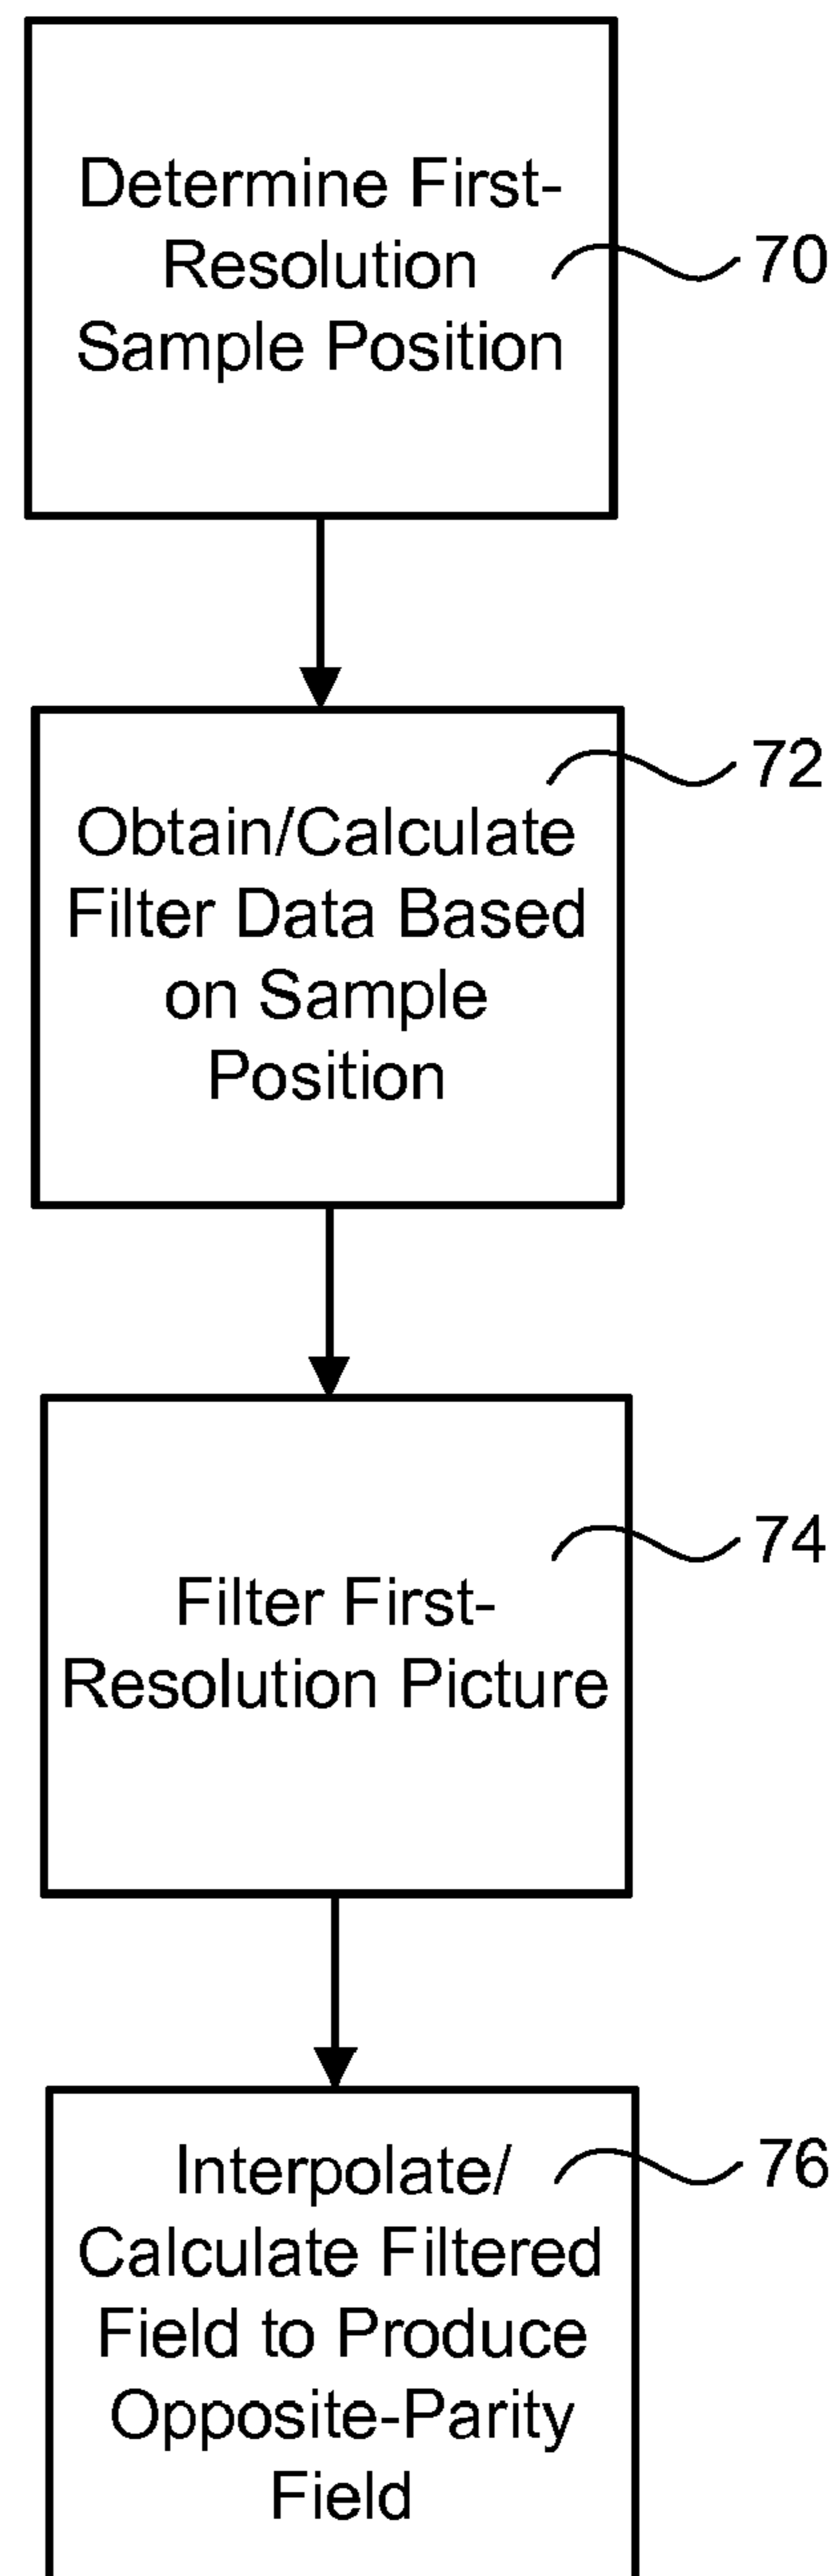 Determine First-
Resolution
Sample Position
70
72
Obtain/Calculate
Filter Data Based
on Sample
Position
74
Filter First-
Resolution Picture
76
Interpolate/
Calculate Filtered
Field to Produce
Opposite-Parity
Field